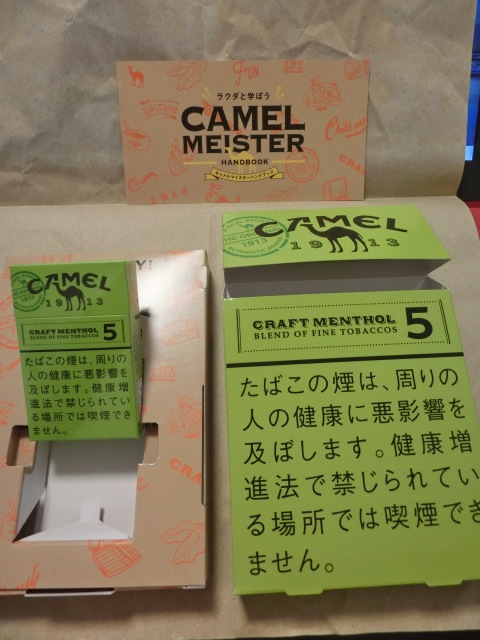 FUN
LIFE
CULTURE
Chill out
ラクダと学ぼう
CAMEL
ME!STER
HANDBOOK
キャメルマイスターハンドブック
1913
CAMEL
1913
CRAFT MENTHOL
BLEND OF FINE TOBACCOS
5
たばこの煙は、周りの
人の健康に悪影響を
及ぼします。健康増
進法で禁じられてい
る場所では喫煙でき
ません。
1913
CAMEL
1913
CRAFT MENTHOL
BLEND OF FINE TOBACCOS
5
たばこの煙は、周りの
人の健康に悪影響を
及ぼします。健康増
進法で禁じられてい
る場所では喫煙でき
ません。